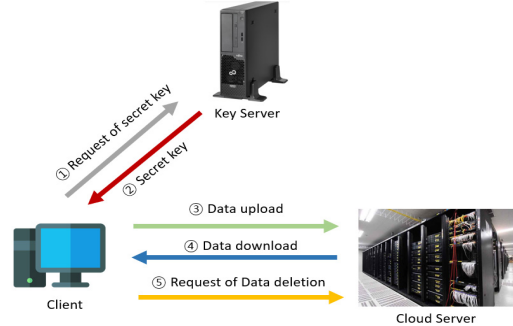 Key Server
① Request of secret key
② Secret key
③ Data upload
④ Data download
⑤ Request of Data deletion
Client
Cloud Server